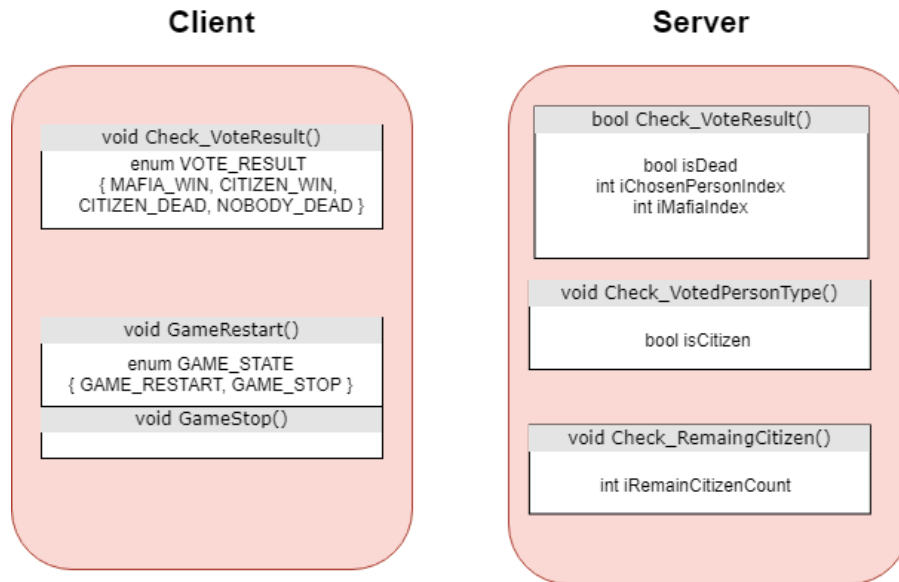 Client
void Check_VoteResult()
enum VOTE_RESULT
{ MAFIA_WIN, CITIZEN_WIN,
CITIZEN_DEAD, NOBODY_DEAD }
void GameRestart()
enum GAME_STATE
{ GAME_RESTART, GAME_STOP }
void GameStop()
Server
bool Check_VoteResult()
bool isDead
int iChosenPersonIndex
int iMafiaIndex
void Check_VotedPersonType()
bool isCitizen
void Check_RemaingCitizen()
int iRemainCitizenCount